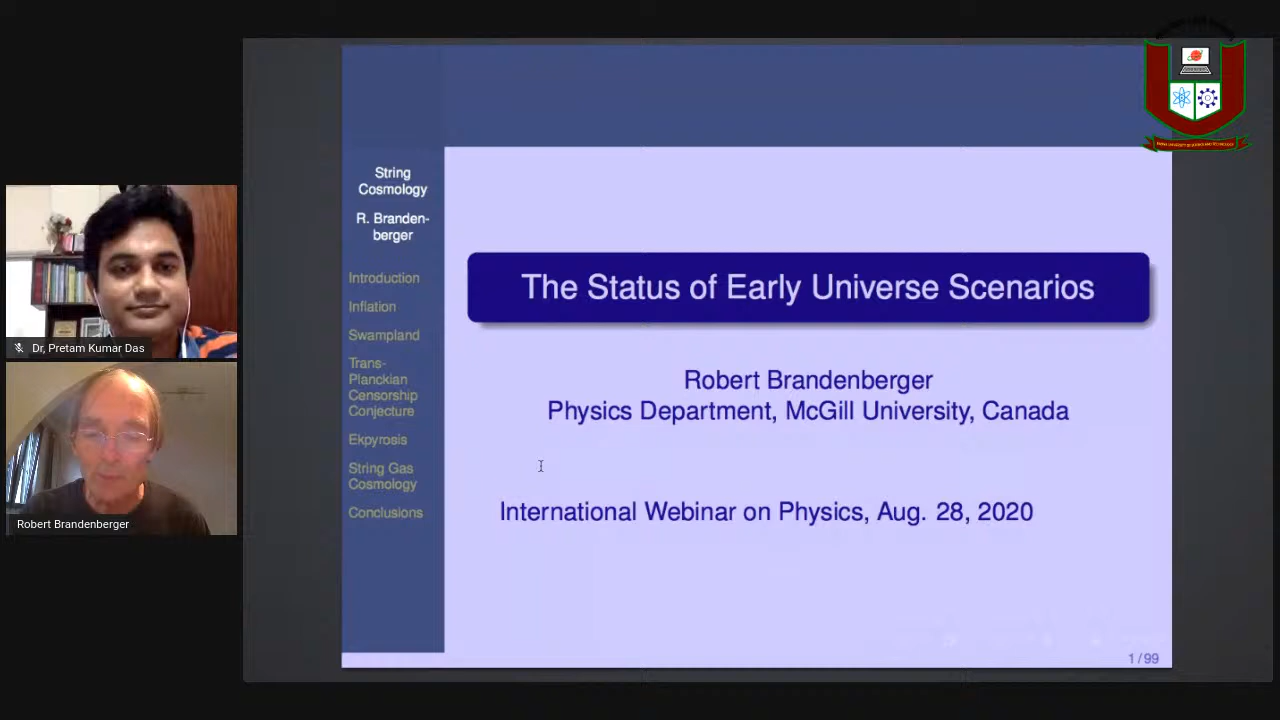 String
Cosmology
R. Branden-
berger
Introduction
Inflation
Swampland
Trans-
Planckian
Censorship
Conjecture
Ekpyrosis
String Gas
Cosmology
Conclusions
The Status of Early Universe Scenarios
Robert Brandenberger
Physics Department, McGill University, Canada
International Webinar on Physics, Aug. 28, 2020
1 / 99
Dr, Pretam Kumar Das
Robert Brandenberger